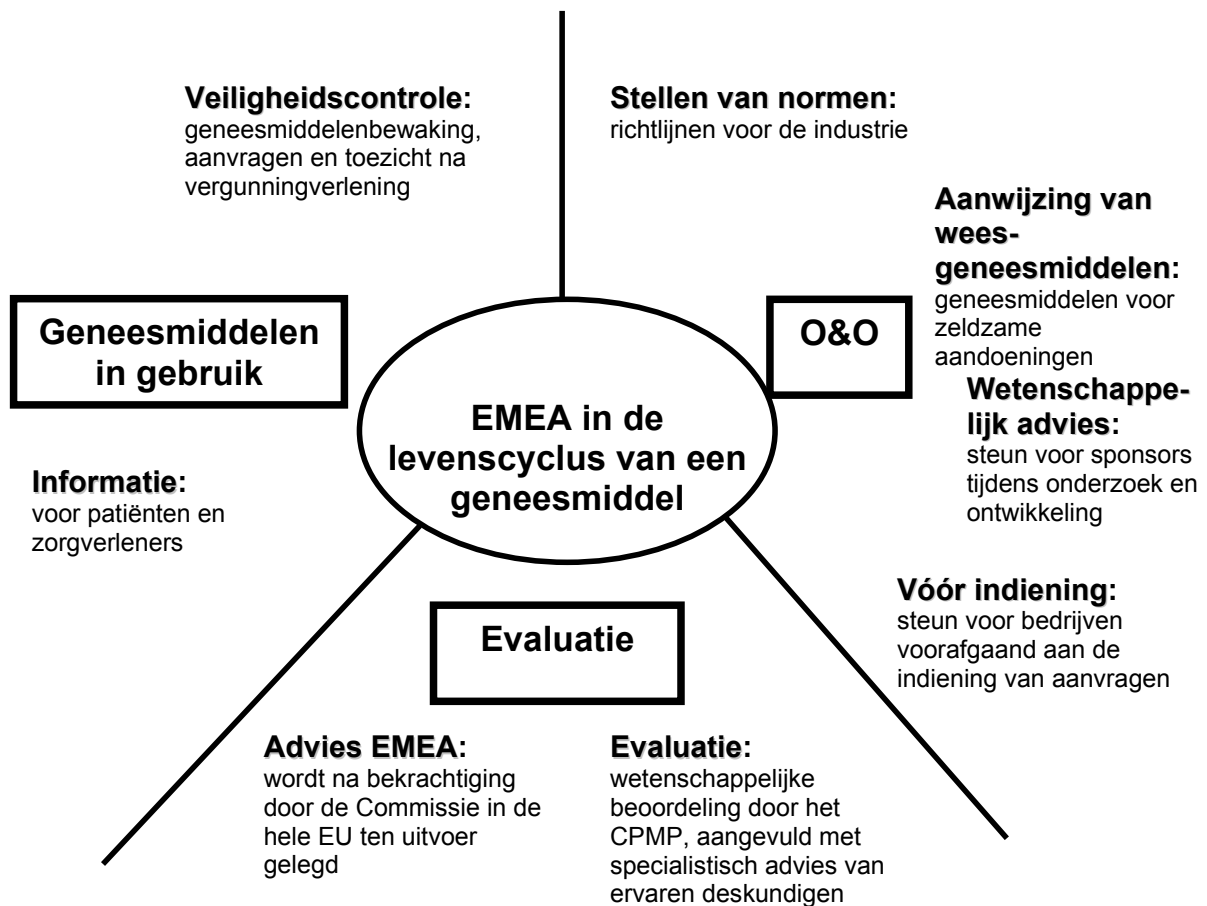 Veiligheidscontrole:
geneesmiddelenbewaking,
aanvragen en toezicht na
vergunningverlening
Stellen van normen:
richtlijnen voor de industrie
Aanwijzing van
wees-
geneesmiddelen:
geneesmiddelen voor
zeldzame
aandoeningen
Geneesmiddelen
in gebruik
O&O
EMEA in de
levenscyclus van een
geneesmiddel
Wetenschappe-
lijk advies:
steun voor sponsors
tijdens onderzoek en
ontwikkeling
Informatie:
voor patiënten en
zorgverleners
Vóór indiening:
steun voor bedrijven
voorafgaand aan de
indiening van aanvragen
Evaluatie
Advies EMEA:
wordt na bekrachtiging
door de Commissie in de
hele EU ten uitvoer
gelegd
Evaluatie:
wetenschappelijke
beoordeling door het
CPMP, aangevuld met
specialistisch advies van
ervaren deskundigen